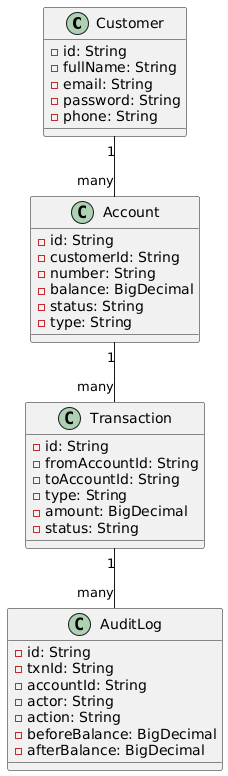 C Customer
id: String
fullName: String
email: String
password: String
phone: String
1
many
C Account
id: String
customerId: String
number: String
balance: BigDecimal
status: String
type: String
1
many
C Transaction
id: String
fromAccountId: String
toAccountId: String
type: String
amount: BigDecimal
status: String
1
many
C AuditLog
id: String
txnId: String
accountId: String
actor: String
action: String
beforeBalance: BigDecimal
afterBalance: BigDecimal